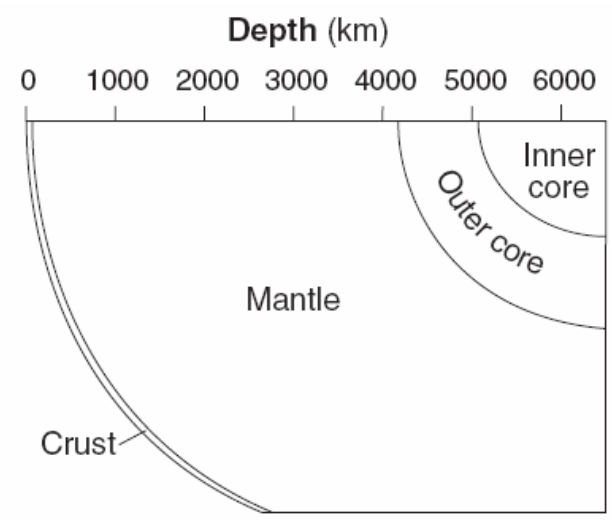 Depth (km)
0 1000 2000 3000 4000 5000 6000
Inner
core
Outer core
Mantle
Crust